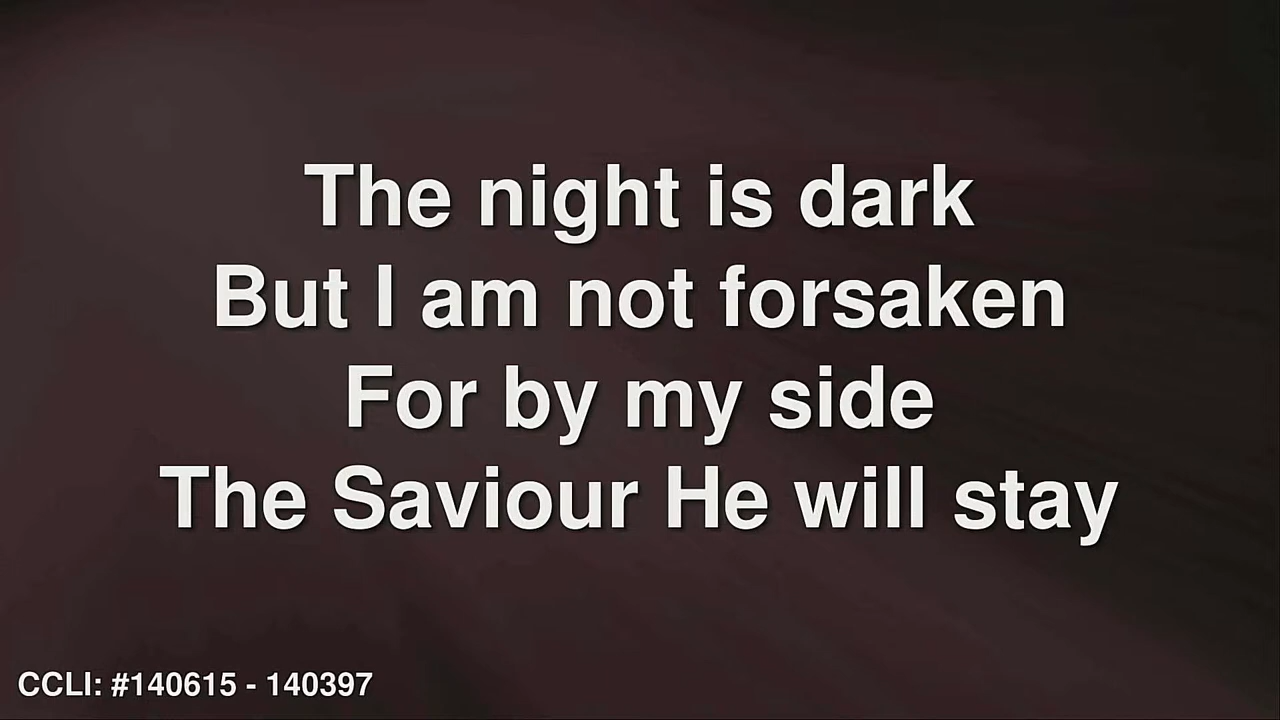 The night is dark
But I am not forsaken
For by my side
The Saviour He will stay
CCLI: #140615 - 140397